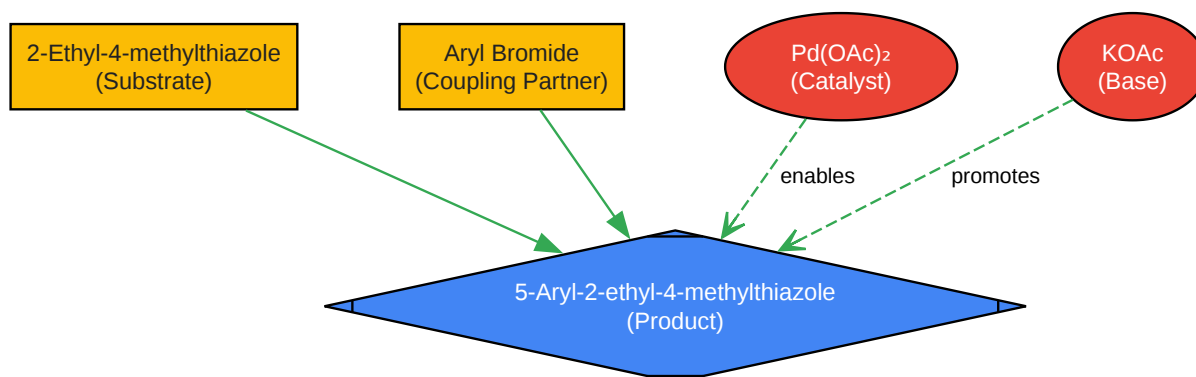 2-Ethyl-4-methylthiazole
(Substrate)
Aryl Bromide
(Coupling Partner)
Pd(OAc)₂
(Catalyst)
KOAc
(Base)
enables
promotes
5-Aryl-2-ethyl-4-methylthiazole
(Product)